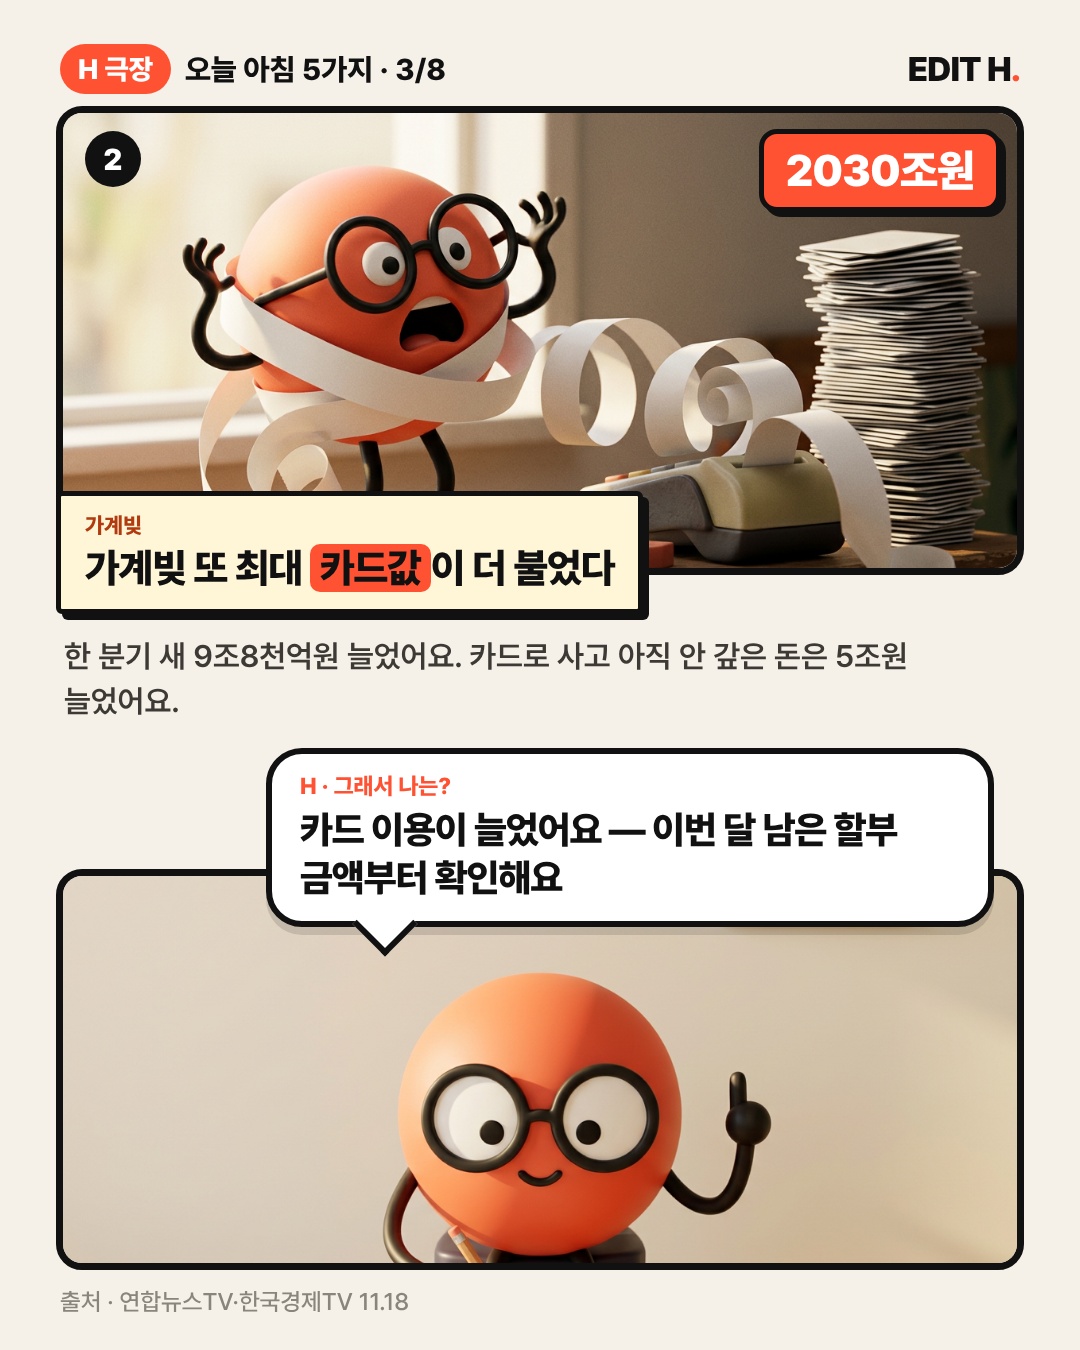 H 극장 오늘 아침 5가지 · 3/8
EDIT H.
2
2030조원
가계빚
가계빚 또 최대 카드값이 더 불었다
한 분기 새 9조8천억원 늘었어요. 카드로 사고 아직 안 갚은 돈은 5조원
늘었어요.
H · 그래서 나는?
카드 이용이 늘었어요 — 이번 달 남은 할부
금액부터 확인해요
출처 · 연합뉴스TV·한국경제TV 11.18